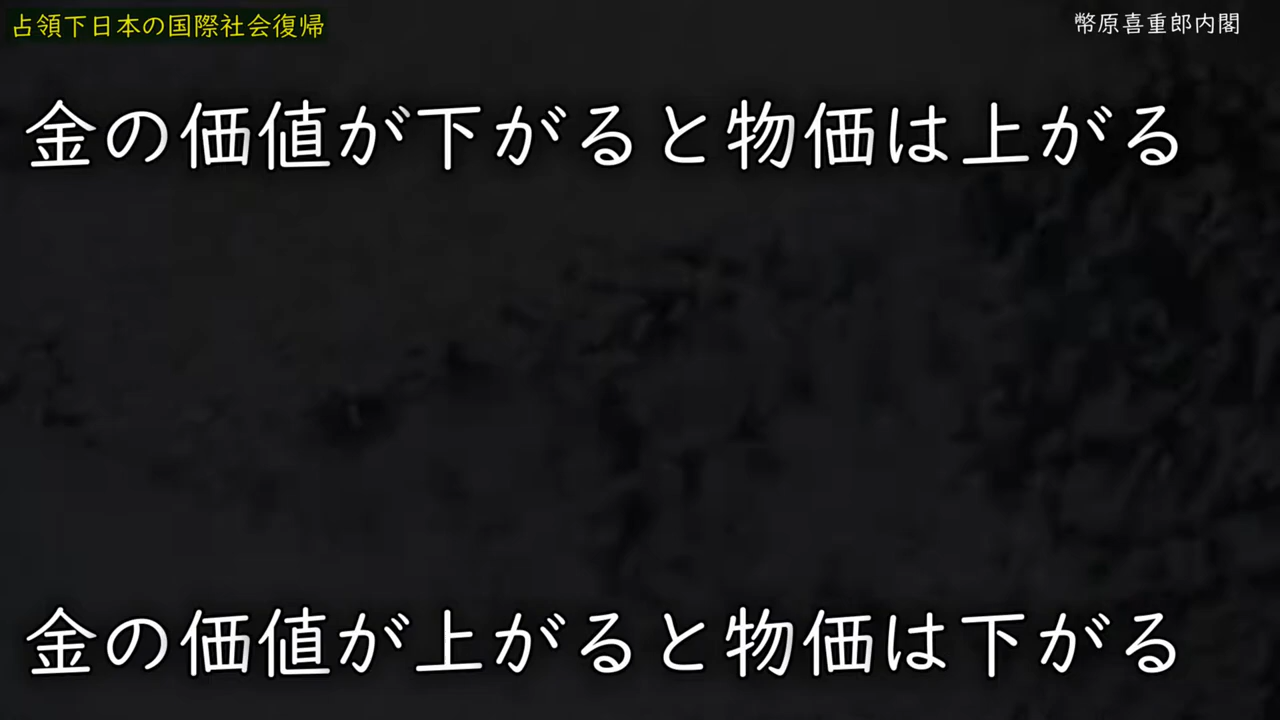 占領下日本の国際社会復帰
幣原喜重郎内閣
金の価値が下がると物価は上がる
金の価値が上がると物価は下がる